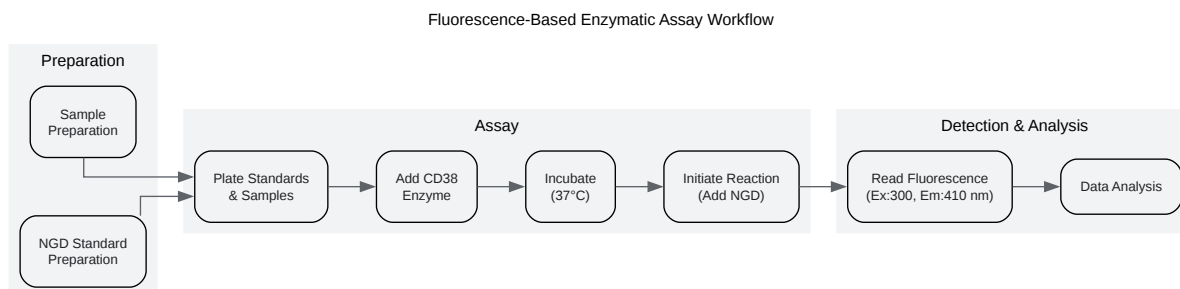 Fluorescence-Based Enzymatic Assay Workflow
Preparation
Sample
Preparation
NGD Standard
Preparation
Assay
Plate Standards
& Samples
Add CD38
Enzyme
Incubate
(37°C)
Initiate Reaction
(Add NGD)
Detection & Analysis
Read Fluorescence
(Ex:300, Em:410 nm)
Data Analysis